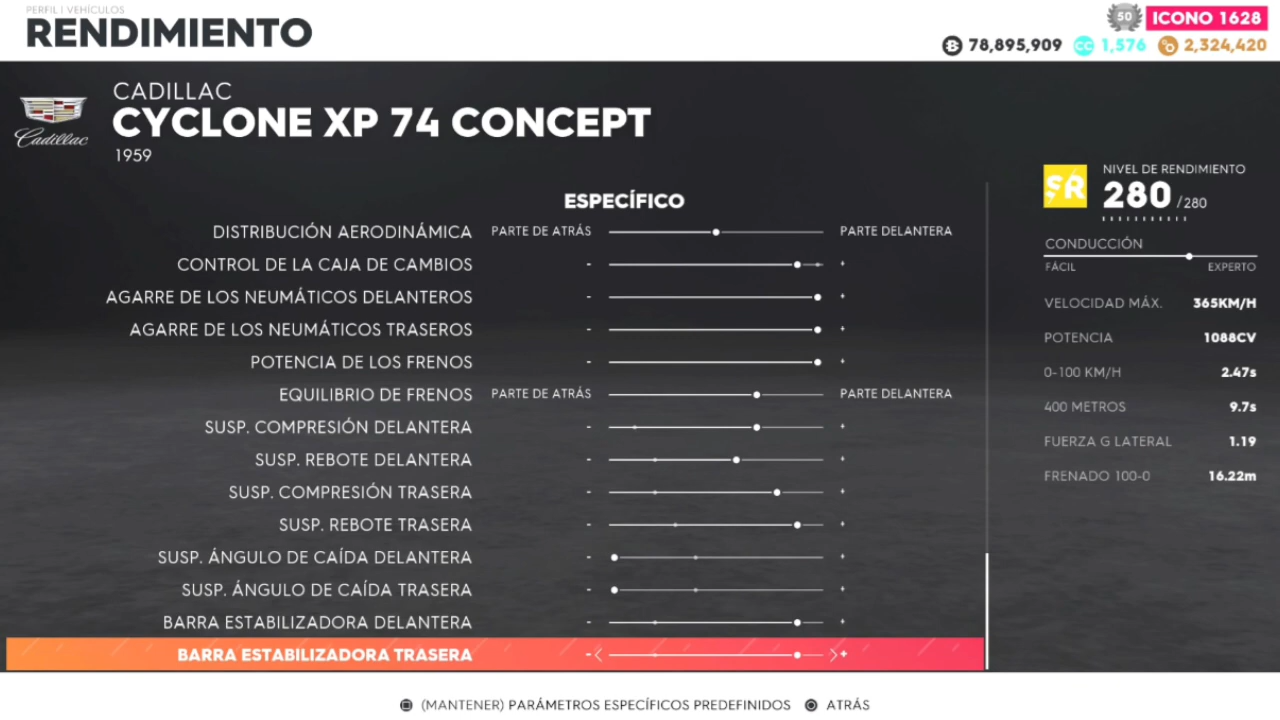 PERFIL | VEHÍCULOS
RENDIMIENTO
50 ICONO 1628
78,895,909 CC 1,576 2,324,420
Cadillac
CADILLAC
CYCLONE XP 74 CONCEPT
1959
SR NIVEL DE RENDIMIENTO
280 /280
CONDUCCIÓN
FÁCIL EXPERTO
VELOCIDAD MÁX. 365KM/H
POTENCIA 1088CV
0-100 KM/H 2.47s
400 METROS 9.7s
FUERZA G LATERAL 1.19
FRENADO 100-0 16.22m
ESPECÍFICO
DISTRIBUCIÓN AERODINÁMICA PARTE DE ATRÁS PARTE DELANTERA
CONTROL DE LA CAJA DE CAMBIOS - +
AGARRE DE LOS NEUMÁTICOS DELANTEROS - +
AGARRE DE LOS NEUMÁTICOS TRASEROS - +
POTENCIA DE LOS FRENOS - +
EQUILIBRIO DE FRENOS PARTE DE ATRÁS PARTE DELANTERA
SUSP. COMPRESIÓN DELANTERA - +
SUSP. REBOTE DELANTERA - +
SUSP. COMPRESIÓN TRASERA - +
SUSP. REBOTE TRASERA - +
SUSP. ÁNGULO DE CAÍDA DELANTERA - +
SUSP. ÁNGULO DE CAÍDA TRASERA - +
BARRA ESTABILIZADORA DELANTERA - +
BARRA ESTABILIZADORA TRASERA - < > +
(MANTENER) PARÁMETROS ESPECÍFICOS PREDEFINIDOS ATRÁS